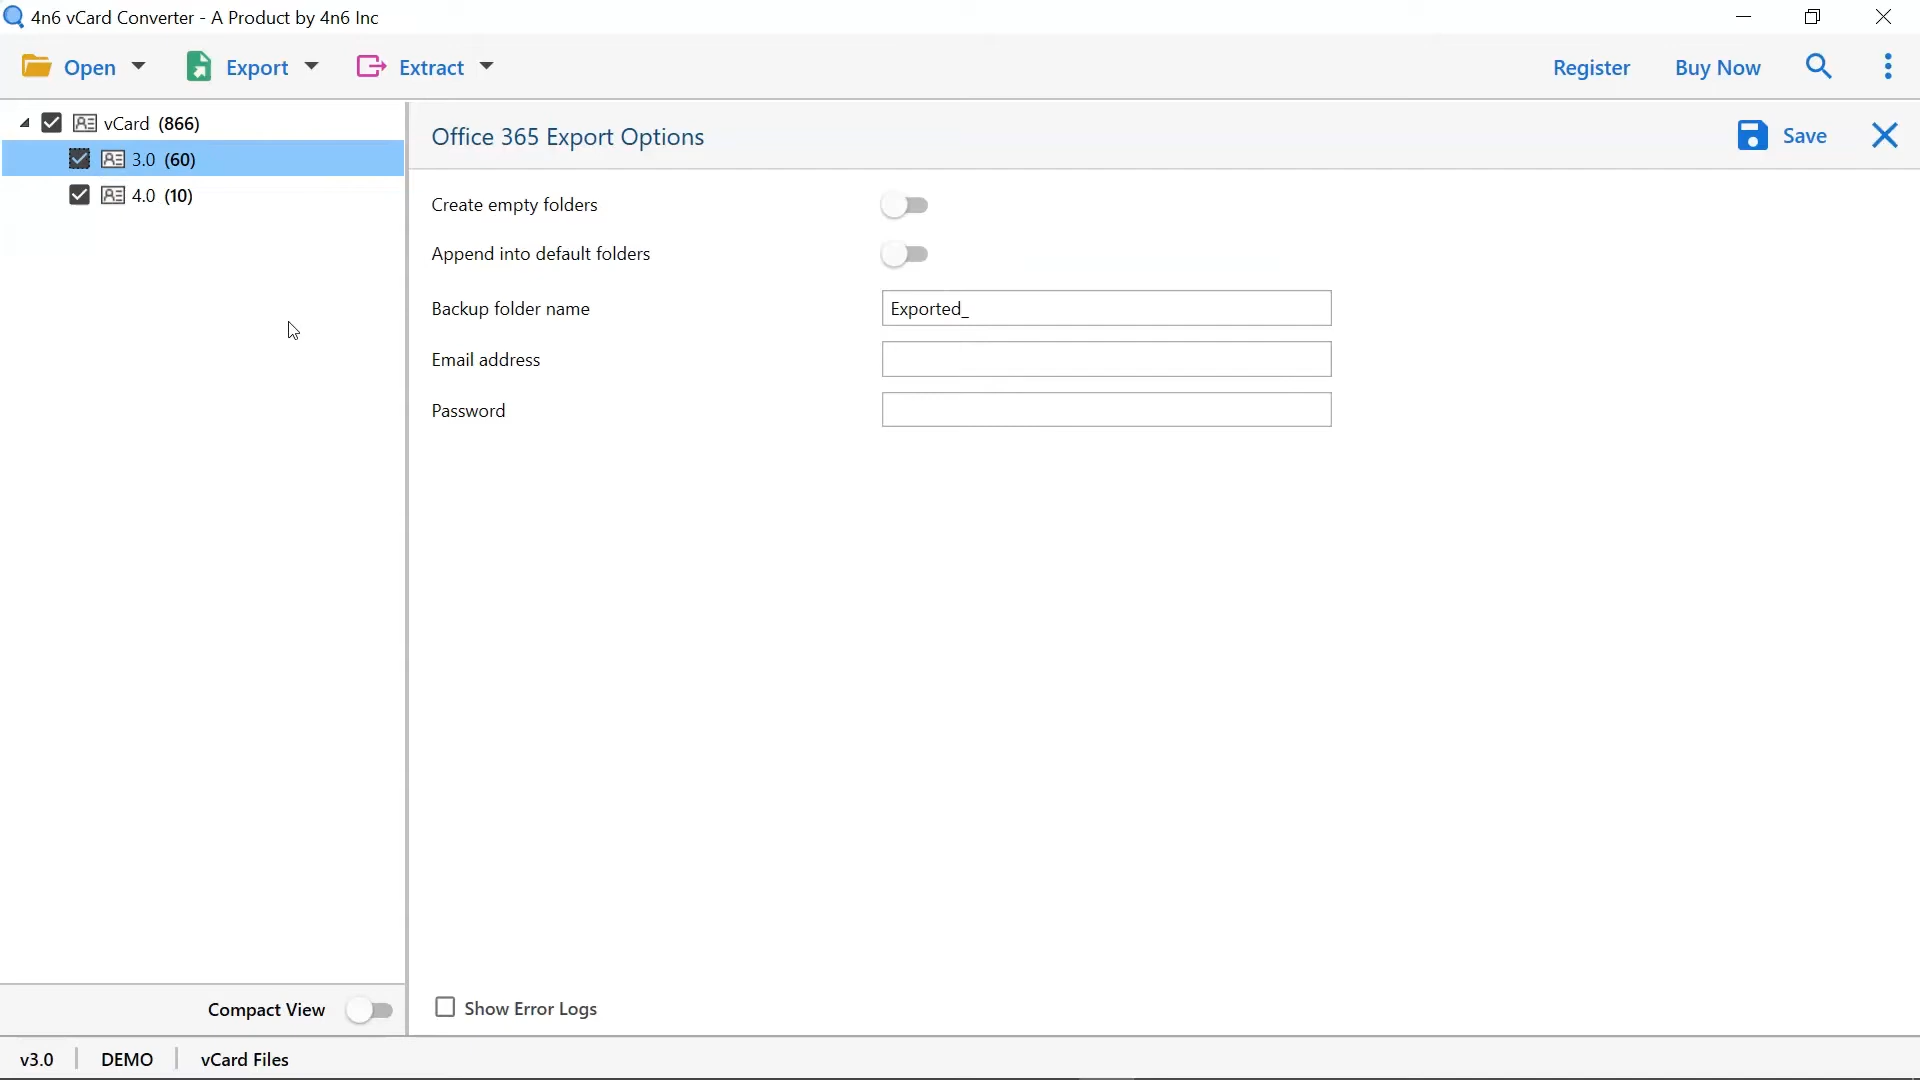 4n6 vCard Converter - A Product by 4n6 Inc
Open Export Extract Register Buy Now
vCard (866)
3.0 (60)
4.0 (10)
Office 365 Export Options Save
Create empty folders
Append into default folders
Backup folder name Exported_
Email address
Password
Compact View
Show Error Logs
v3.0 DEMO vCard Files